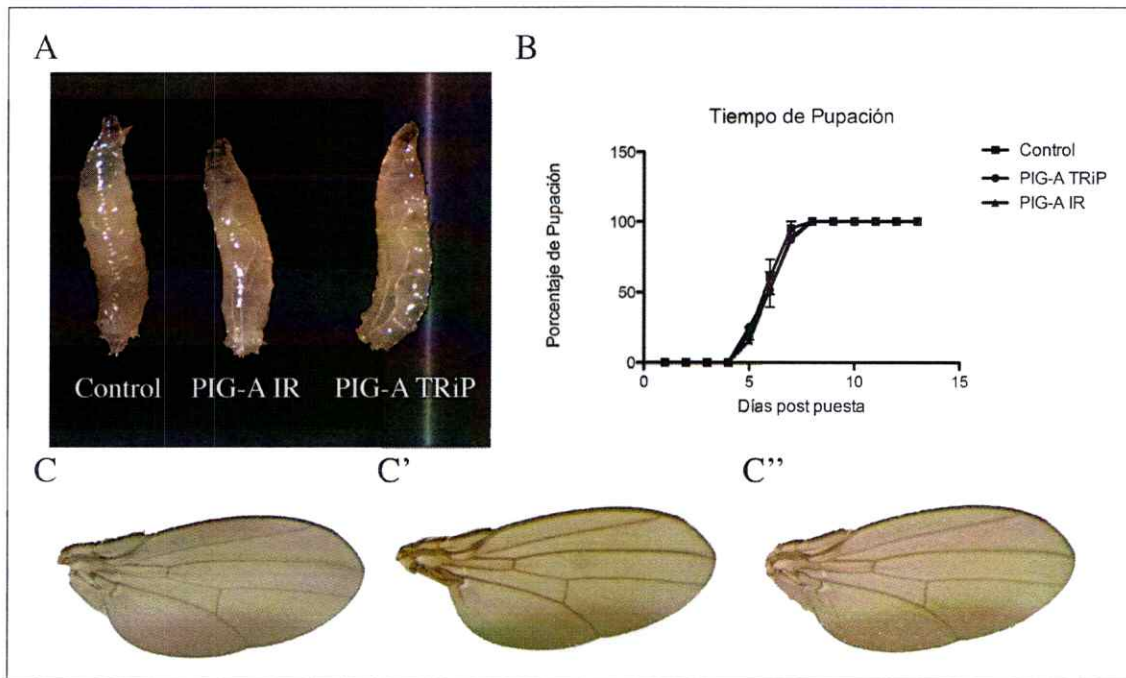 A
Control PIG-A IR PIG-A TRiP
B
Tiempo de Pupación
Porcentaje de Pupación
150
100
50
0
0 5 10 15
Días post puesta
Control
PIG-A TRiP
PIG-A IR
C C' C''